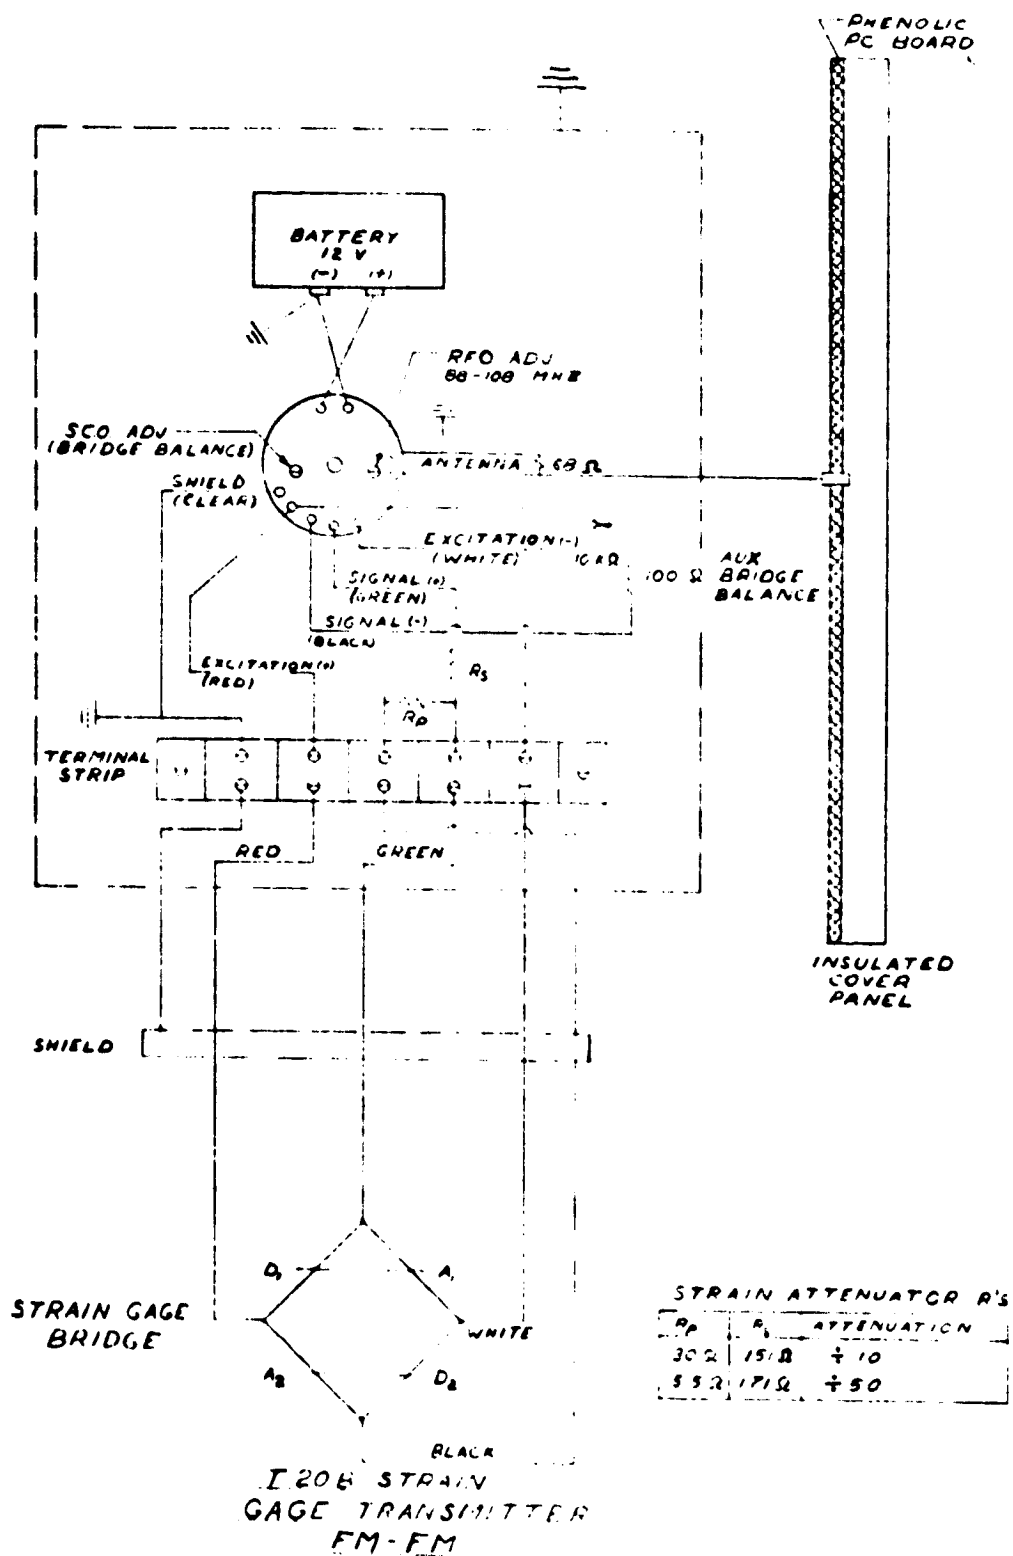 PHENOLIC
PC BOARD
BATTERY
12 V
(-) (+)
RFO ADJ
88-108 MHZ
SCO ADJ
(BRIDGE BALANCE)
ANTENNA 68 Ω
SHIELD
(CLEAR)
EXCITATION (-)
(WHITE)
10 KΩ
100 Ω
AUX
BRIDGE
BALANCE
SIGNAL (+)
(GREEN)
SIGNAL (-)
BLACK
EXCITATION (+)
(RED)
RS
RP
TERMINAL
STRIP
RED
GREEN
INSULATED
COVER
PANEL
SHIELD
D1
A1
STRAIN GAGE
BRIDGE
WHITE
A2
D2
STRAIN ATTENUATOR R'S
RP RS ATTENUATION
30 Ω 151 Ω ÷ 10
5.5 Ω 171 Ω ÷ 50
BLACK
STRAIN
GAGE TRANSMITTER
FM-FM